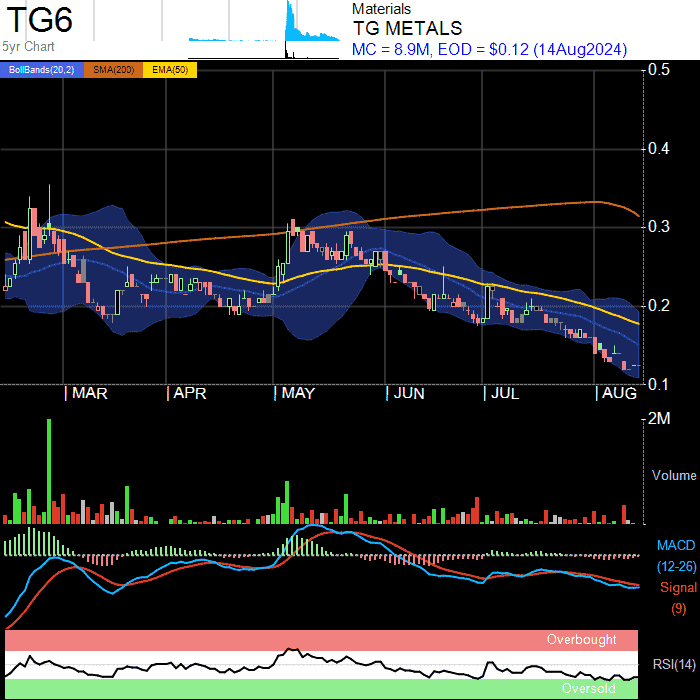 TG6
5yr Chart
Materials
TG METALS
MC = 8.9M, EOD = $0.12 (14Aug2024)
BollBands(20,2) SMA(200) EMA(50)
0.5
0.4
0.3
0.2
0.1
MAR APR MAY JUN JUL AUG
2M
Volume
MACD
(12-26)
Signal
(9)
Overbought
RSI(14)
Oversold